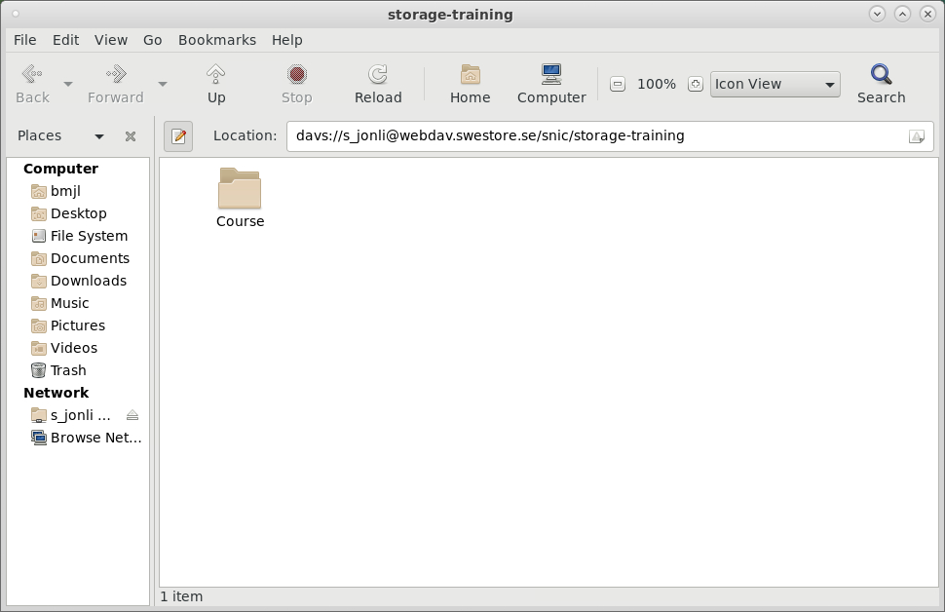 storage-training
File Edit View Go Bookmarks Help
Back Forward Up Stop Reload Home Computer 100% Icon View Search
Places Location: davs://s_jonli@webdav.swestore.se/snic/storage-training
Computer
bmjl
Desktop
File System
Documents
Downloads
Music
Pictures
Videos
Trash
Network
s_jonli ...
Browse Net...
Course
1 item